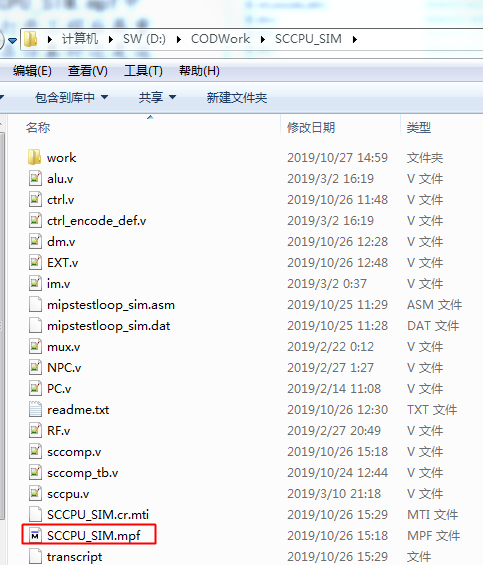 计算机 ▸ SW (D:) ▸ CODWork ▸ SCCPU_SIM ▸
编辑(E) 查看(V) 工具(T) 帮助(H)
包含到库中 共享 新建文件夹
名称 修改日期 类型
work 2019/10/27 14:59 文件夹
alu.v 2019/3/2 16:19 V 文件
ctrl.v 2019/10/26 11:48 V 文件
ctrl_encode_def.v 2019/3/2 16:19 V 文件
dm.v 2019/10/26 12:28 V 文件
EXT.v 2019/10/26 12:48 V 文件
im.v 2019/3/2 0:37 V 文件
mipstestloop_sim.asm 2019/10/25 11:29 ASM 文件
mipstestloop_sim.dat 2019/10/25 11:28 DAT 文件
mux.v 2019/2/22 0:12 V 文件
NPC.v 2019/2/27 1:27 V 文件
PC.v 2019/2/14 11:08 V 文件
readme.txt 2019/10/26 12:30 TXT 文件
RF.v 2019/2/27 20:49 V 文件
sccomp.v 2019/10/26 15:18 V 文件
sccomp_tb.v 2019/10/24 12:44 V 文件
sccpu.v 2019/3/10 21:18 V 文件
SCCPU_SIM.cr.mti 2019/10/26 15:29 MTI 文件
SCCPU_SIM.mpf 2019/10/26 15:18 MPF 文件
transcript 2019/10/26 15:29 文件